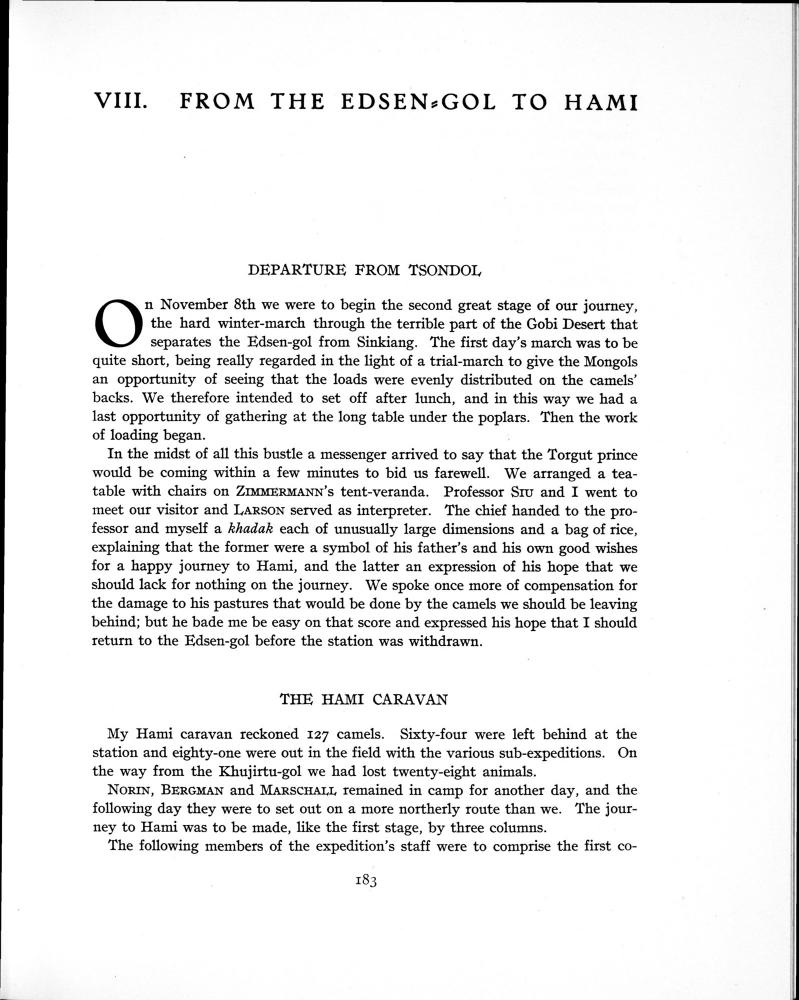 VIII. FROM THE EDSEN-GOL TO HAMI
DEPARTURE FROM TSONDOL
On November 8th we were to begin the second great stage of our journey,
the hard winter-march through the terrible part of the Gobi Desert that
separates the Edsen-gol from Sinkiang. The first day's march was to be
quite short, being really regarded in the light of a trial-march to give the Mongols
an opportunity of seeing that the loads were evenly distributed on the camels'
backs. We therefore intended to set off after lunch, and in this way we had a
last opportunity of gathering at the long table under the poplars. Then the work
of loading began.
In the midst of all this bustle a messenger arrived to say that the Torgut prince
would be coming within a few minutes to bid us farewell. We arranged a tea-
table with chairs on ZIMMERMANN's tent-veranda. Professor SIU and I went to
meet our visitor and LARSON served as interpreter. The chief handed to the pro-
fessor and myself a khadak each of unusually large dimensions and a bag of rice,
explaining that the former were a symbol of his father's and his own good wishes
for a happy journey to Hami, and the latter an expression of his hope that we
should lack for nothing on the journey. We spoke once more of compensation for
the damage to his pastures that would be done by the camels we should be leaving
behind; but he bade me be easy on that score and expressed his hope that I should
return to the Edsen-gol before the station was withdrawn.
THE HAMI CARAVAN
My Hami caravan reckoned 127 camels. Sixty-four were left behind at the
station and eighty-one were out in the field with the various sub-expeditions. On
the way from the Khujirtu-gol we had lost twenty-eight animals.
NORIN, BERGMAN and MARSCHALL remained in camp for another day, and the
following day they were to set out on a more northerly route than we. The jour-
ney to Hami was to be made, like the first stage, by three columns.
The following members of the expedition's staff were to comprise the first co-
183